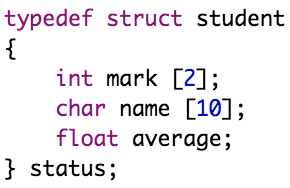 typedef struct student
{
    int mark [2];
    char name [10];
    float average;
} status;